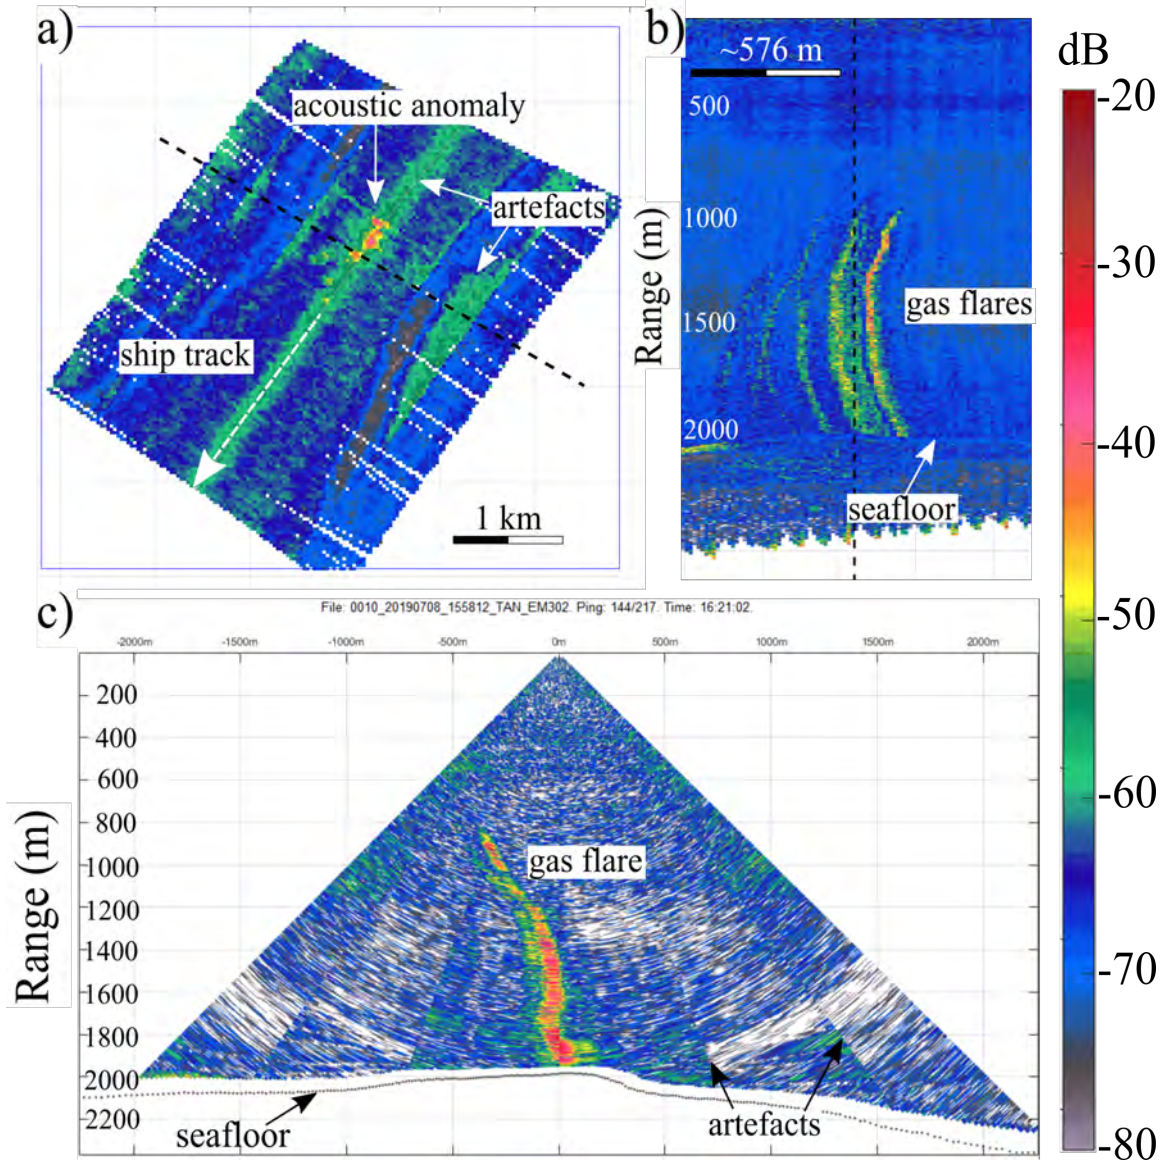 a)
acoustic anomaly
artefacts
ship track
1 km
b)
~576 m
500
1000
1500
2000
Range (m)
gas flares
seafloor
dB
-20
-30
-40
-50
-60
-70
-80
c)
File: 0010_20190708_155812_TAN_EM302. Ping: 144/217. Time: 16:21:02.
-2000m -1500m -1000m -500m 0m 500m 1000m 1500m 2000m
200
400
600
800
1000
1200
1400
1600
1800
2000
2200
Range (m)
gas flare
seafloor
artefacts